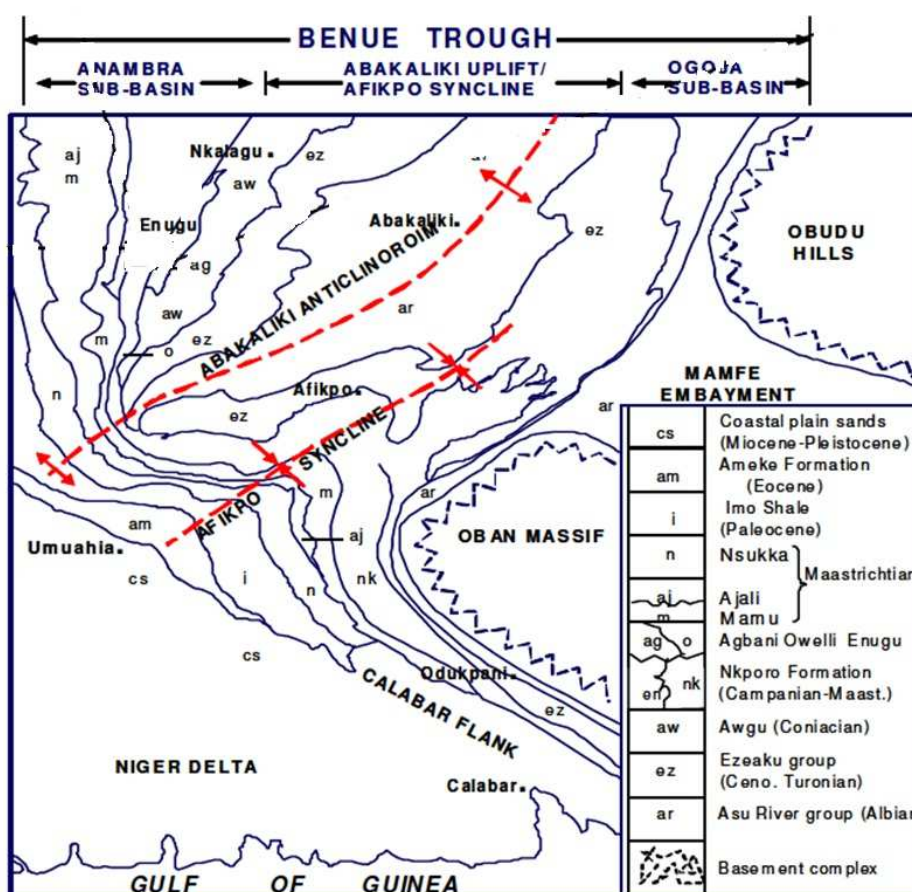 BENUE TROUGH
ANAMBRA SUB-BASIN
ABAKALIKI UPLIFT/ AFIKPO SYNCLINE
OGOJA SUB-BASIN
Nkalagu
ez
aj
m
aw
Enugu
Abakaliki
ez
OBUDU HILLS
ag
ABAKALIKI ANTICLINOROIM
ar
aw
m
o
ez
MAMFE EMBAYMENT
n
Afikpo
ez
ar
SYNCLINE
AFIKPO
m
ar
am
aj
OBAN MASSIF
Umuahia
cs
i
n
nk
cs
Odukpani
CALABAR FLANK
ez
NIGER DELTA
Calabar
GULF OF GUINEA
cs Coastal plain sands
(Miocene-Pleistocene)
am Ameke Formation
(Eocene)
i Imo Shale
(Paleocene)
n Nsukka
Maastrichtian
aj Ajali
m Mamu
ag o Agbani Owelli Enugu
en nk Nkporo Formation
(Campanian-Maast.)
aw Awgu (Coniacian)
ez Ezeaku group
(Ceno. Turonian)
ar Asu River group (Albian
Basement complex